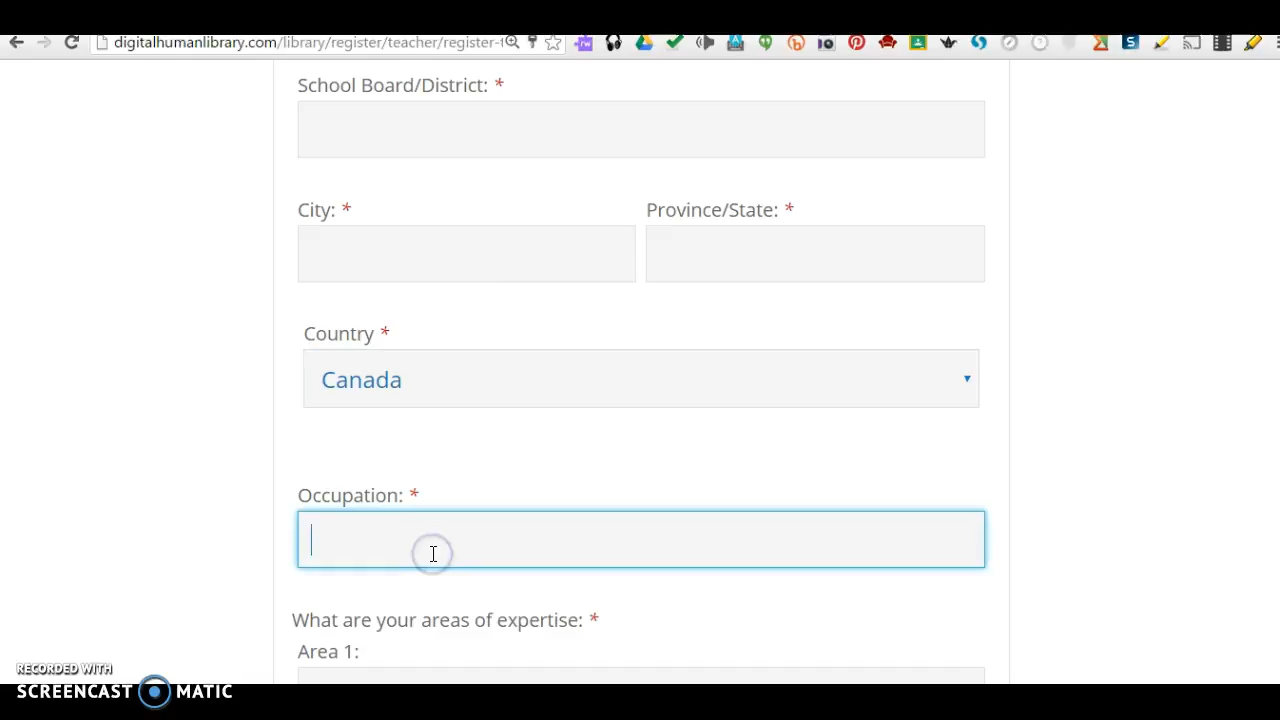 digitalhumanlibrary.com/library/register/teacher/register-t
School Board/District: *
City: * Province/State: *
Country *
Canada
Occupation: *
What are your areas of expertise: *
Area 1:
RECORDED WITH
SCREENCAST MATIC